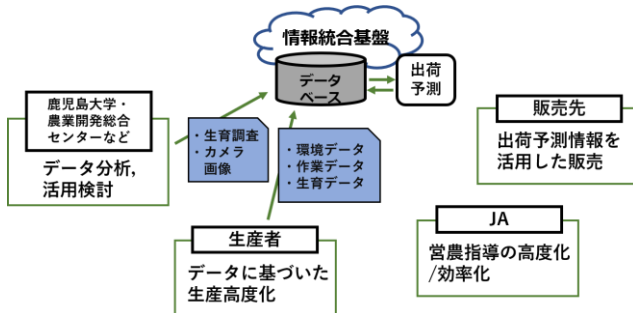 情報統合基盤
データ
ベース
出荷
予測
鹿児島大学・
農業開発総合
センターなど
データ分析,
活用検討
・生育調査
・カメラ
画像
・環境データ
・作業データ
・生育データ
販売先
出荷予測情報を
活用した販売
生産者
データに基づいた
生産高度化
JA
営農指導の高度化
/効率化